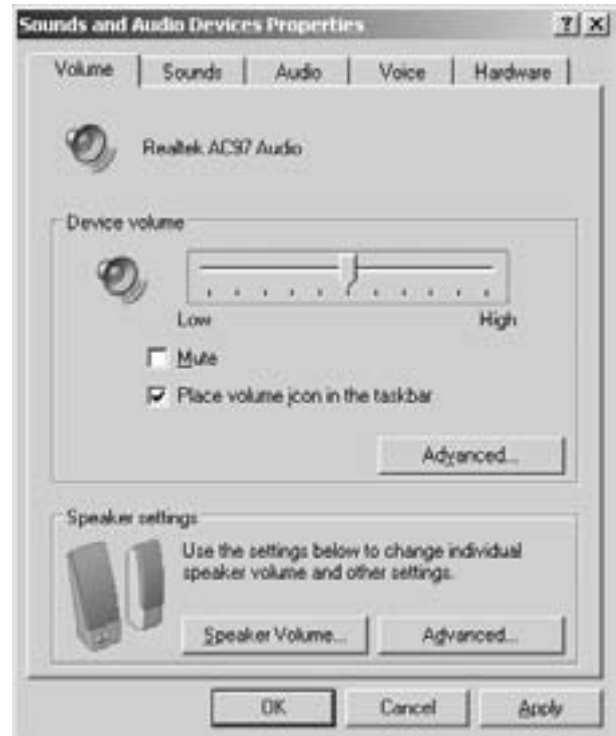 Sounds and Audio Devices Properties ? X
Volume Sounds Audio Voice Hardware
Realtek AC97 Audio
Device volume
Low High
Mute
Place volume icon in the taskbar
Advanced...
Speaker settings
Use the settings below to change individual
speaker volume and other settings.
Speaker Volume... Advanced...
OK Cancel Apply